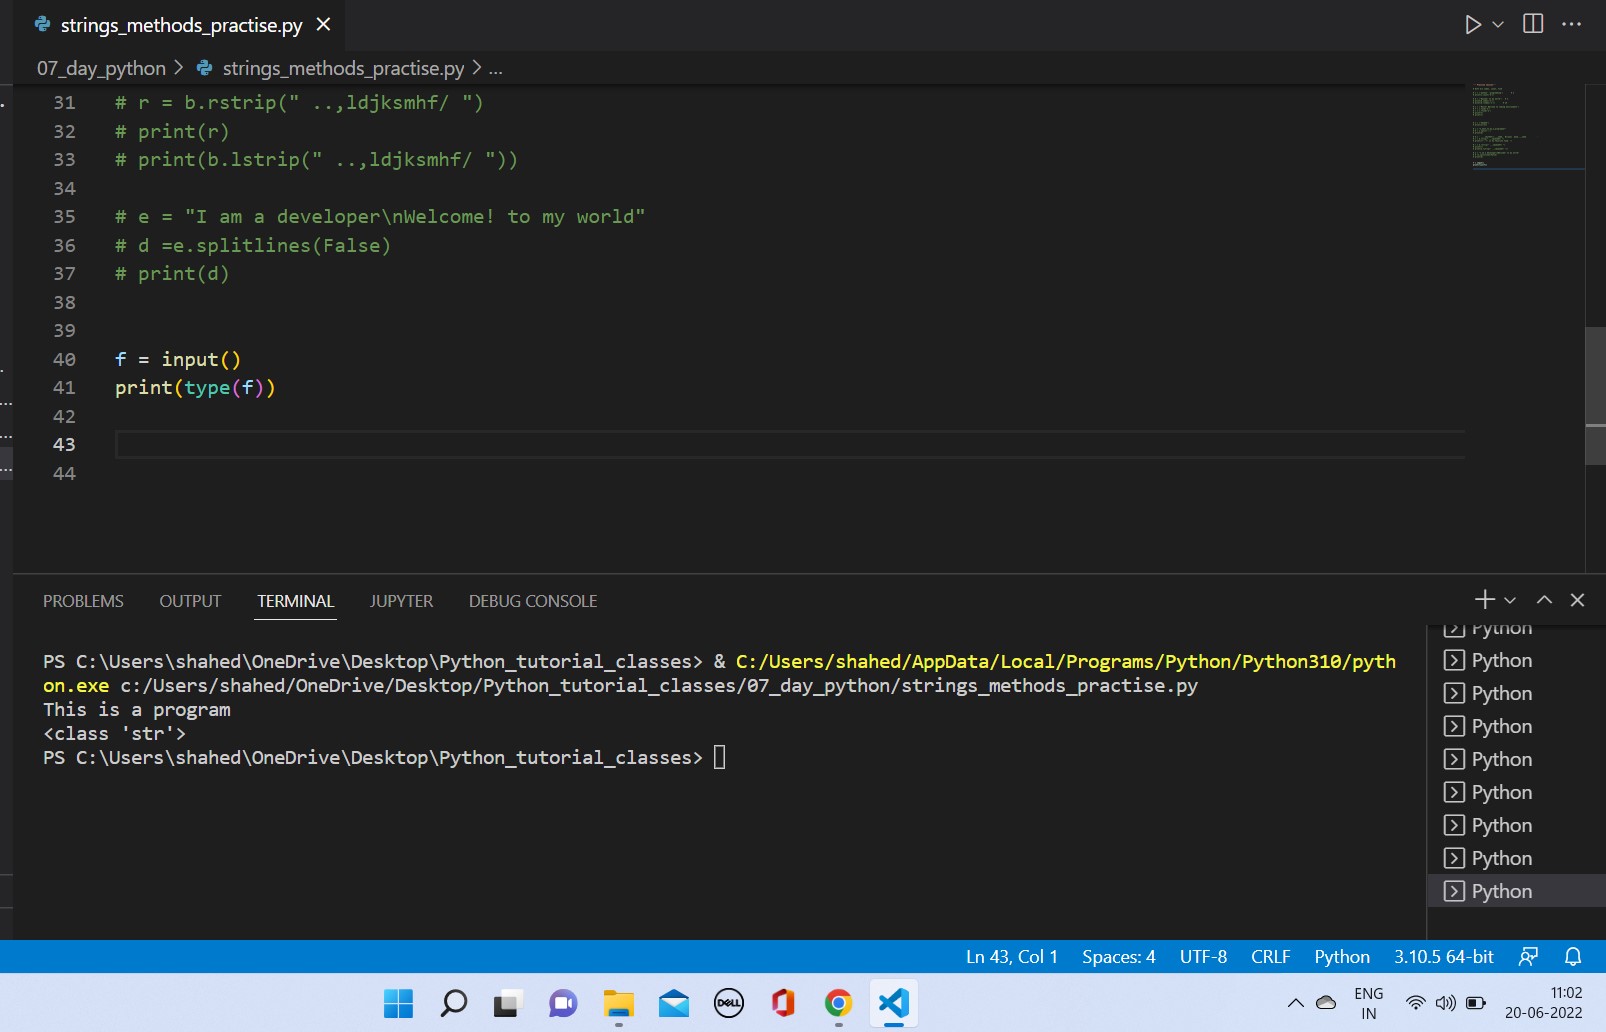 strings_methods_practise.py
07_day_python > strings_methods_practise.py > ...
31 # r = b.rstrip(" ..,ldjksmhf/ ")
32 # print(r)
33 # print(b.lstrip(" ..,ldjksmhf/ "))
34
35 # e = "I am a developer\nWelcome! to my world"
36 # d =e.splitlines(False)
37 # print(d)
38
39
40 f = input()
41 print(type(f))
42
43
44
PROBLEMS OUTPUT TERMINAL JUPYTER DEBUG CONSOLE
PS C:\Users\shahed\OneDrive\Desktop\Python_tutorial_classes> & C:/Users/shahed/AppData/Local/Programs/Python/Python310/pyth
on.exe c:/Users/shahed/OneDrive/Desktop/Python_tutorial_classes/07_day_python/strings_methods_practise.py
This is a program
<class 'str'>
PS C:\Users\shahed\OneDrive\Desktop\Python_tutorial_classes>
Python
Python
Python
Python
Python
Python
Python
Python
Python
Ln 43, Col 1 Spaces: 4 UTF-8 CRLF Python 3.10.5 64-bit
DELL
ENG
IN
11:02
20-06-2022